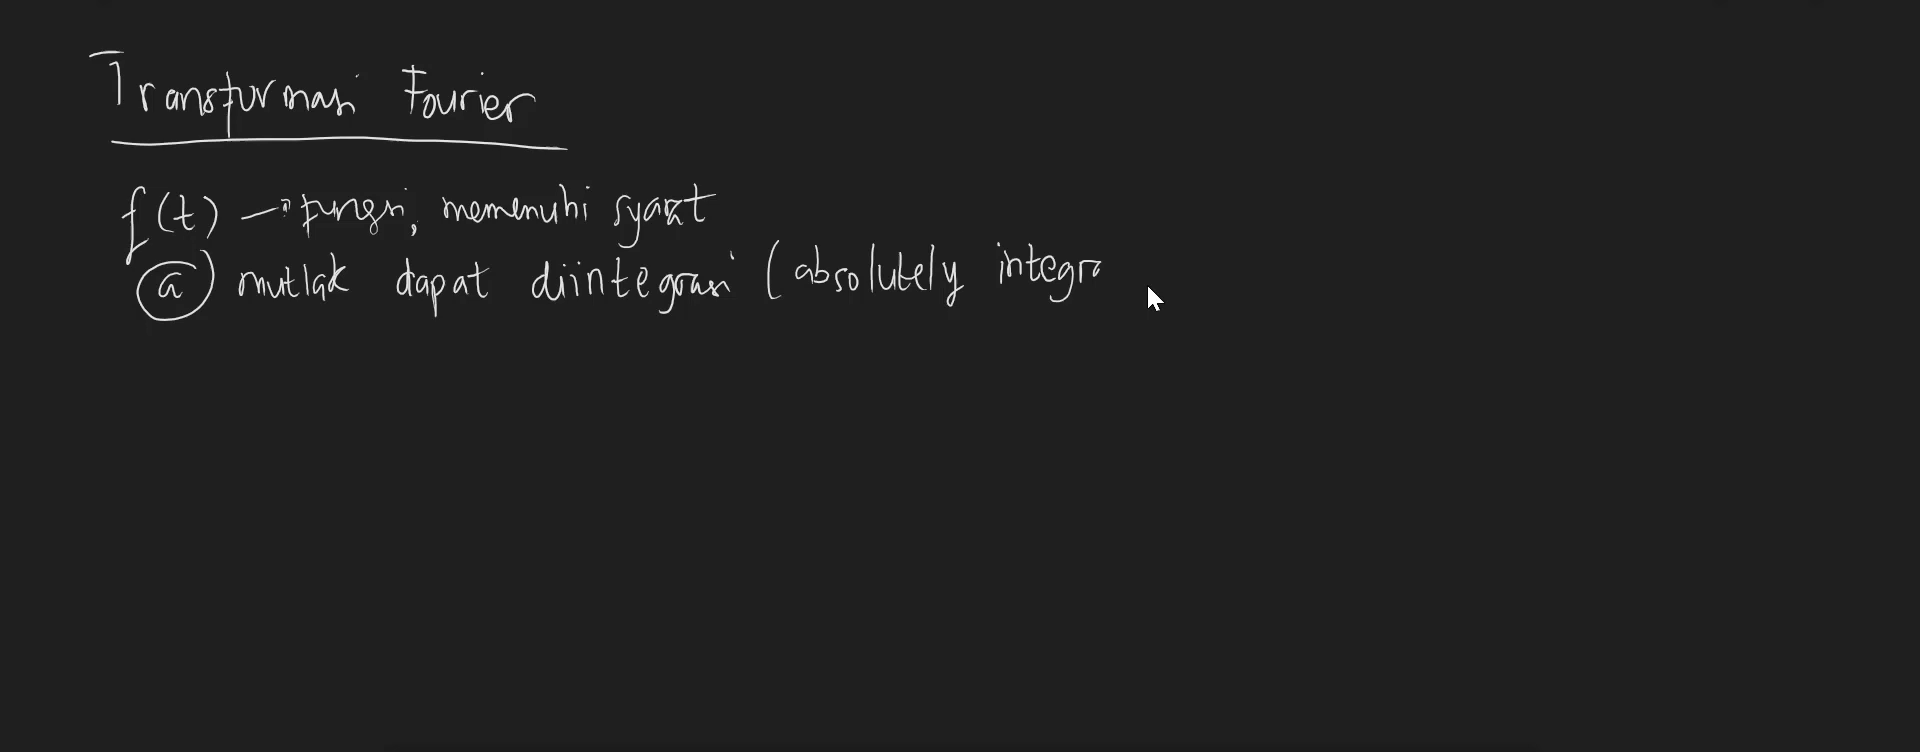 Transformasi Fourier
f(t) → fungsi, memenuhi syarat
(a) mutlak dapat diintegrasi (absolutely integra